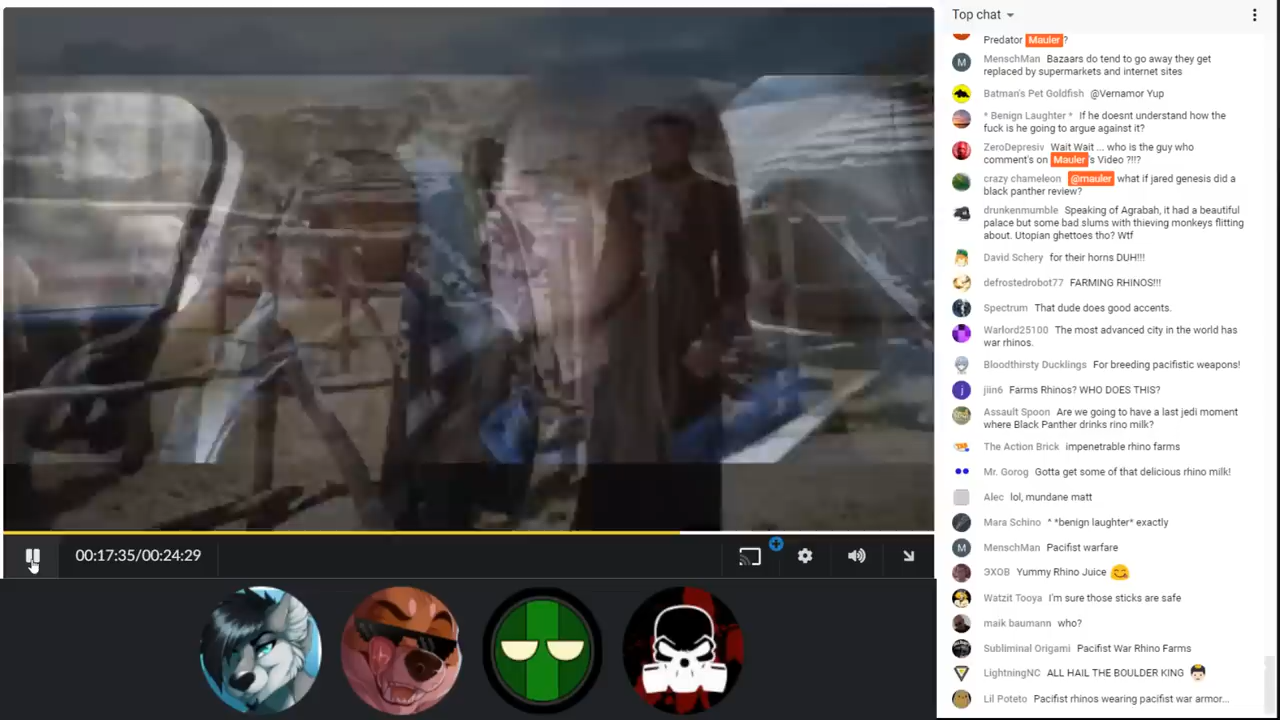 Top chat
Predator Mauler ?
MenschMan Bazaars do tend to go away they get
replaced by supermarkets and internet sites
Batman's Pet Goldfish @Vernamor Yup
* Benign Laughter * If he doesnt understand how the
fuck is he going to argue against it?
ZeroDepresiv Wait Wait ... who is the guy who
comment's on Mauler's Video ?!!?
crazy chameleon @mauler what if jared genesis did a
black panther review?
drunkenmumble Speaking of Agrabah, it had a beautiful
palace but some bad slums with thieving monkeys flitting
about. Utopian ghettoes tho? Wtf
David Schery for their horns DUH!!!
defrostedrobot77 FARMING RHINOS!!!
Spectrum That dude does good accents.
Warlord25100 The most advanced city in the world has
war rhinos.
Bloodthirsty Ducklings For breeding pacifistic weapons!
jiin6 Farms Rhinos? WHO DOES THIS?
Assault Spoon Are we going to have a last jedi moment
where Black Panther drinks rino milk?
The Action Brick impenetrable rhino farms
Mr. Gorog Gotta get some of that delicious rhino milk!
Alec lol, mundane matt
Mara Schino * *benign laughter* exactly
MenschMan Pacifist warfare
ЭХОВ Yummy Rhino Juice 😋
Watzit Tooya I'm sure those sticks are safe
maik baumann who?
Subliminal Origami Pacifist War Rhino Farms
LightningNC ALL HAIL THE BOULDER KING
Lil Poteto Pacifist rhinos wearing pacifist war armor...
00:17:35/00:24:29